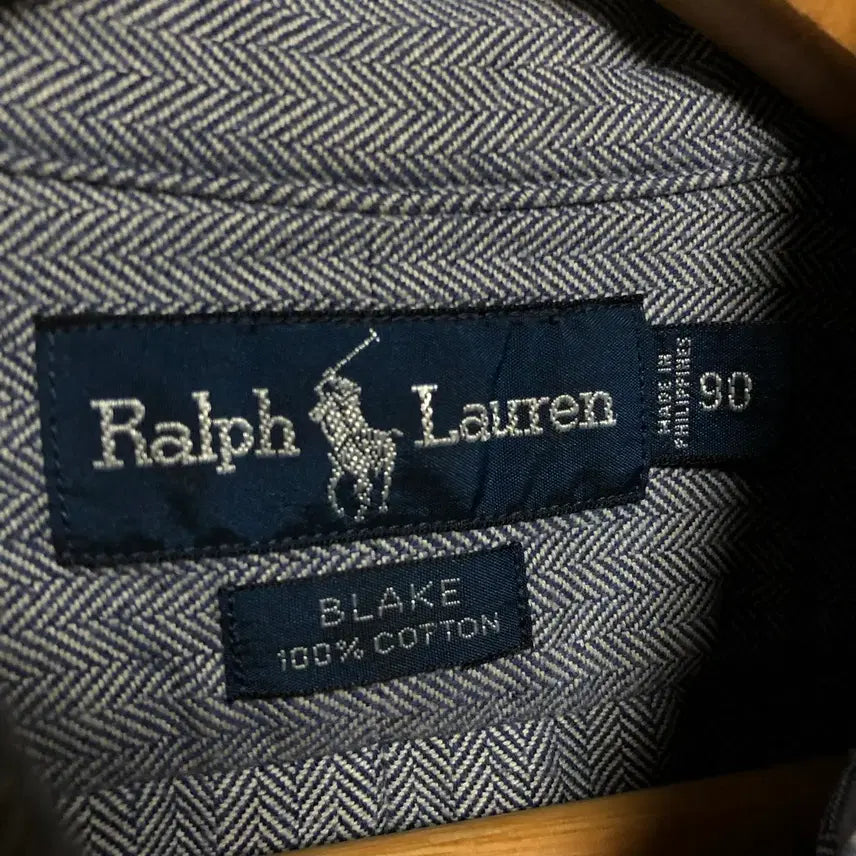 Ralph Lauren
MADE IN
PHILIPPINES
90
BLAKE
100% COTTON